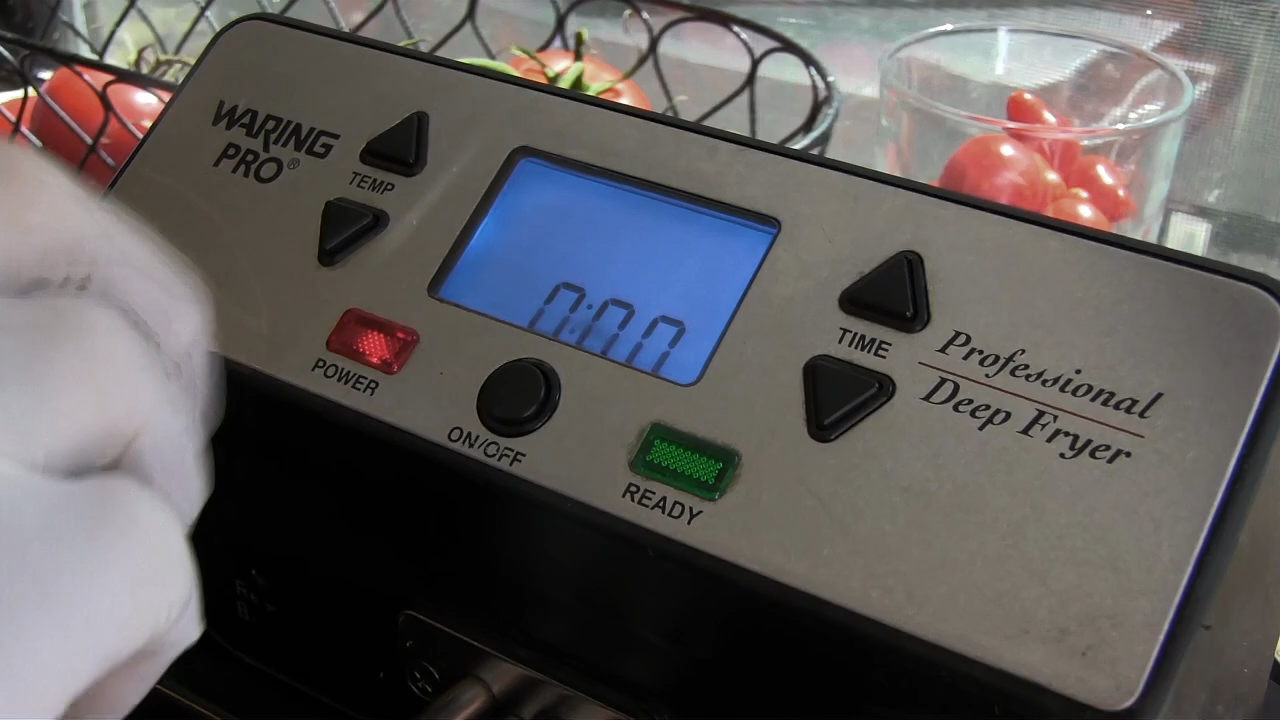 WARING
PRO®
TEMP
0:00
POWER
ON/OFF
READY
TIME
Professional
Deep Fryer